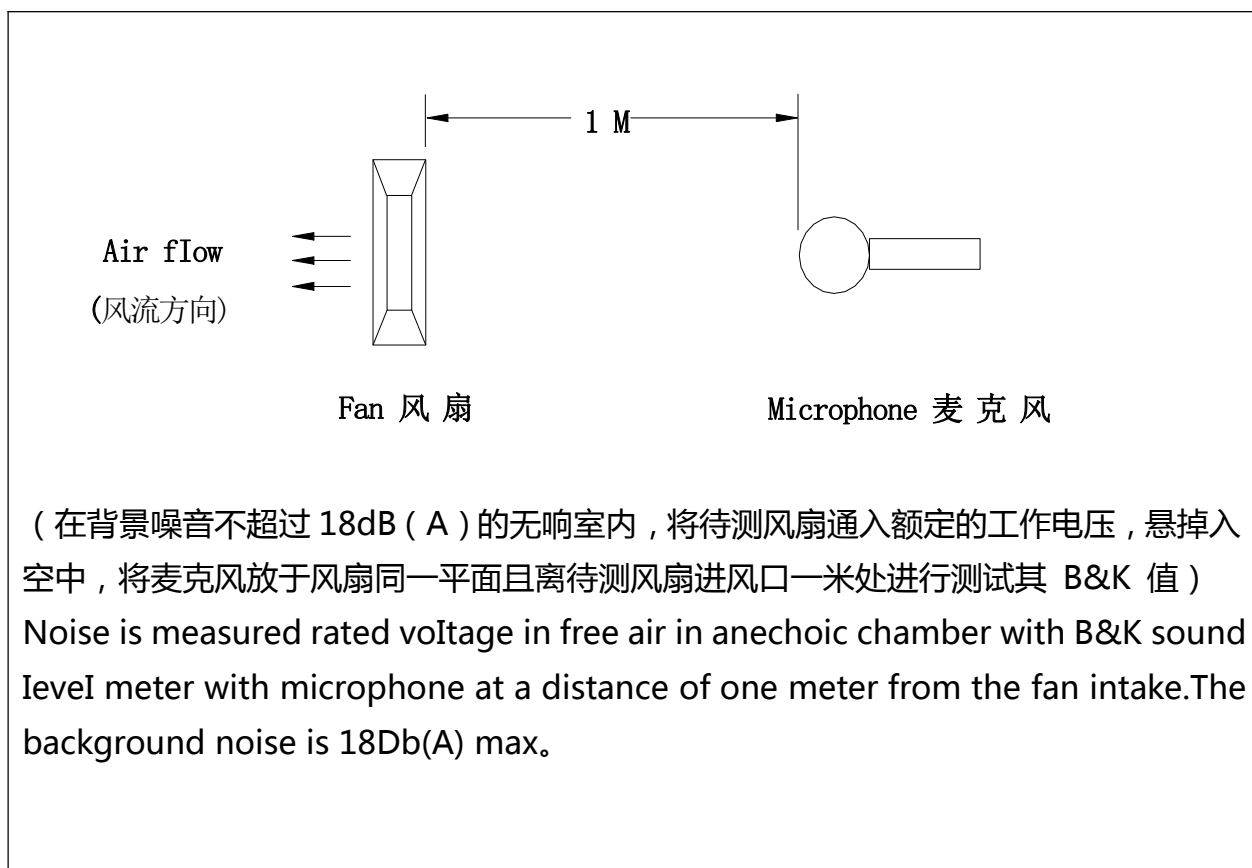 1 M
Air fIow
(风流方向)
Fan 风 扇
Microphone 麦 克 风
（在背景噪音不超过 18dB（A）的无响室内，将待测风扇通入额定的工作电压，悬掉入
空中，将麦克风放于风扇同一平面且离待测风扇进风口一米处进行测试其 B&K 值）
Noise is measured rated voItage in free air in anechoic chamber with B&K sound
IeveI meter with microphone at a distance of one meter from the fan intake.The
background noise is 18Db(A) max。